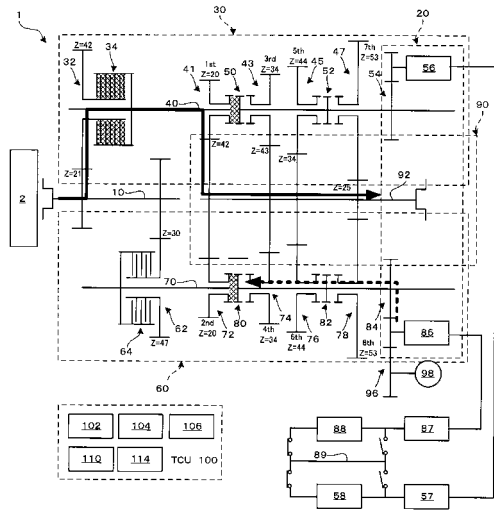 1
30
20
Z=42
34
32
1st
Z=20
41
50
43
3rd
Z=34
5th
Z=44
45
52
47
7th
Z=53
54
56
90
40
Z=42
Z=43
Z=34
Z=25
Z=21
2
10
92
Z=30
70
62
64
Z=47
2nd
Z=20
72
80
74
4th
Z=34
76
6th
Z=44
82
78
8th
Z=53
84
86
60
96
98
102
104
106
110
114
TCU 100
88
87
89
58
57